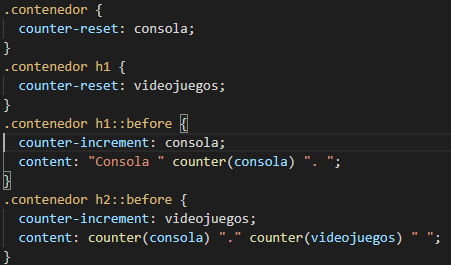 .contenedor {
  counter-reset: consola;
}
.contenedor h1 {
  counter-reset: videojuegos;
}
.contenedor h1::before {
  counter-increment: consola;
  content: "Consola " counter(consola) ". ";
}
.contenedor h2::before {
  counter-increment: videojuegos;
  content: counter(consola) "." counter(videojuegos) " ";
}